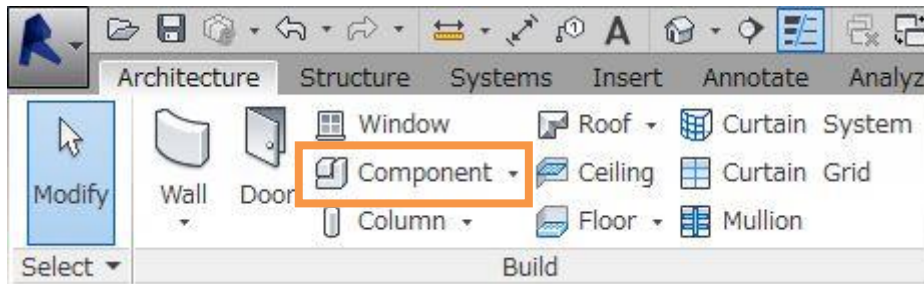 A
Architecture Structure Systems Insert Annotate Analyz
Window Roof Curtain System
Modify Wall Door Component Ceiling Curtain Grid
Column Floor Mullion
Select Build